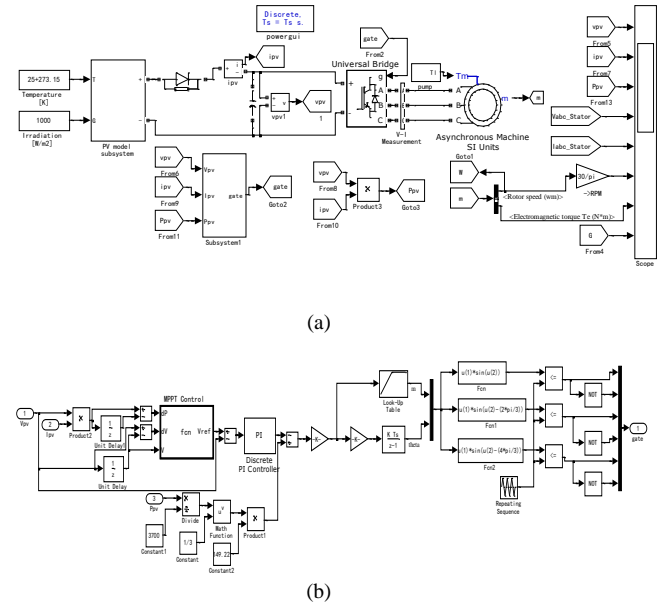 Discrete,
Ts = Ts s.
powergui
ipv
gate
From2
Universal Bridge
Tl
Tm
vpv
From5
ipv
From7
Ppv
From13
25+273.15
Temperature
[K]
1000
Irradiation
[W/m2]
T
G
+
−
PV model
subsystem
+
−
i
ipv
+
−
v
vpv1
vpv
1
g
+
-
A
B
C
V-I
Measurement
pump
A
B
C
m
m
Asynchronous Machine
SI Units
Vabc_Stator
Iabc_Stator
Goto1
W
m
<Rotor speed (wm)>
30/pi
->RPM
<Electromagnetic torque Te (N*m)>
G
From4
Scope
vpv
From6
ipv
From9
Ppv
From11
Vpv
Ipv
Ppv
gate
Subsystem1
gate
Goto2
vpv
From8
ipv
From10
×
Product3
Ppv
Goto3
(a)
MPPT Control
1
Vpv
2
Ipv
×
Product2
1
z
Unit Delay1
1
z
Unit Delay
dP
dV
V
fcn
Vref
PI
Discrete
PI Controller
-K-
-K-
Look-Up
Table
m
K Ts
z-1
theta
u(1)*sin(u(2))
Fcn
u(1)*sin(u(2)-(2*pi/3))
Fcn1
u(1)*sin(u(2)-(4*pi/3))
Fcn2
Repeating
Sequence
<=
<=
<=
NOT
NOT
NOT
1
gate
3
Ppv
3700
Constant1
×
÷
Divide
1/3
Constant
u
v
Math
Function
149.22
Constant2
×
Product1
(b)